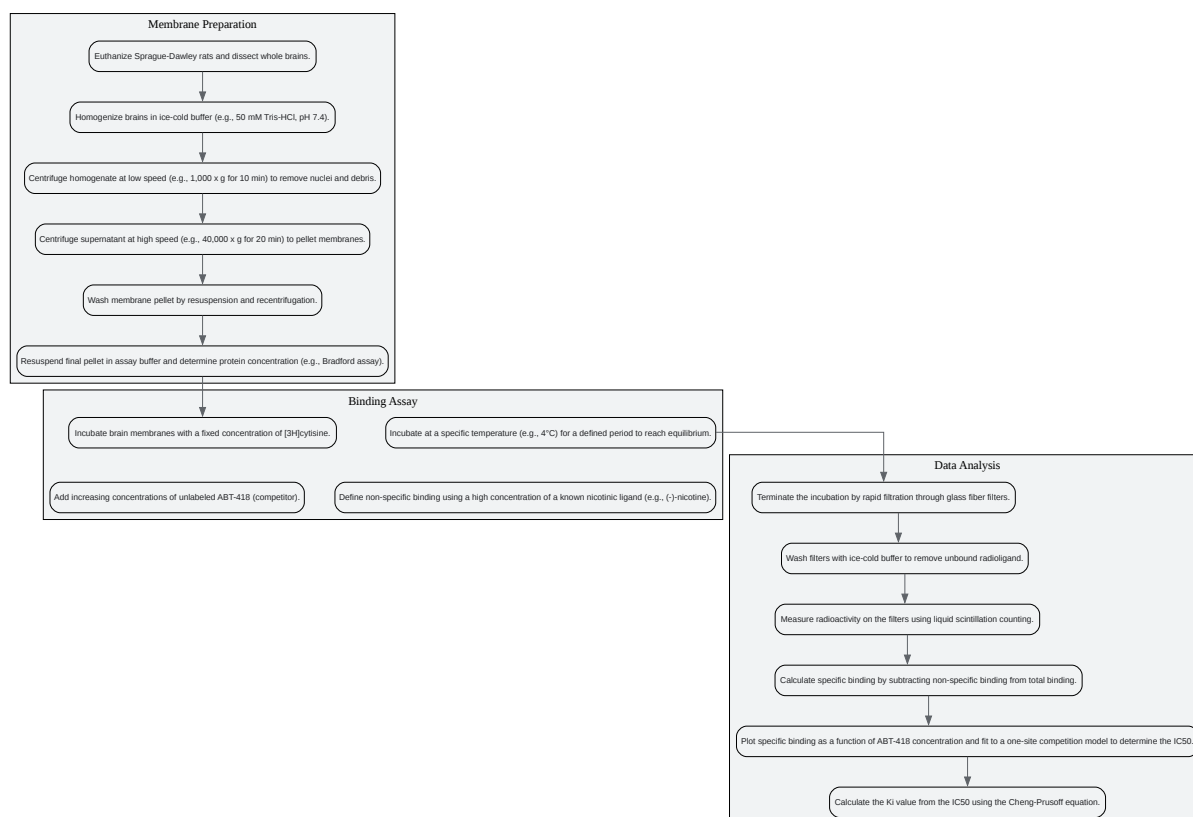 Membrane Preparation
Euthanize Sprague-Dawley rats and dissect whole brains.
Homogenize brains in ice-cold buffer (e.g., 50 mM Tris-HCl, pH 7.4).
Centrifuge homogenate at low speed (e.g., 1,000 x g for 10 min) to remove nuclei and debris.
Centrifuge supernatant at high speed (e.g., 40,000 x g for 20 min) to pellet membranes.
Wash membrane pellet by resuspension and recentrifugation.
Resuspend final pellet in assay buffer and determine protein concentration (e.g., Bradford assay).
Binding Assay
Incubate brain membranes with a fixed concentration of [3H]cytisine.
Incubate at a specific temperature (e.g., 4°C) for a defined period to reach equilibrium.
Add increasing concentrations of unlabeled ABT-418 (competitor).
Define non-specific binding using a high concentration of a known nicotinic ligand (e.g., (-)-nicotine).
Data Analysis
Terminate the incubation by rapid filtration through glass fiber filters.
Wash filters with ice-cold buffer to remove unbound radioligand.
Measure radioactivity on the filters using liquid scintillation counting.
Calculate specific binding by subtracting non-specific binding from total binding.
Plot specific binding as a function of ABT-418 concentration and fit to a one-site competition model to determine the IC50.
Calculate the Ki value from the IC50 using the Cheng-Prusoff equation.